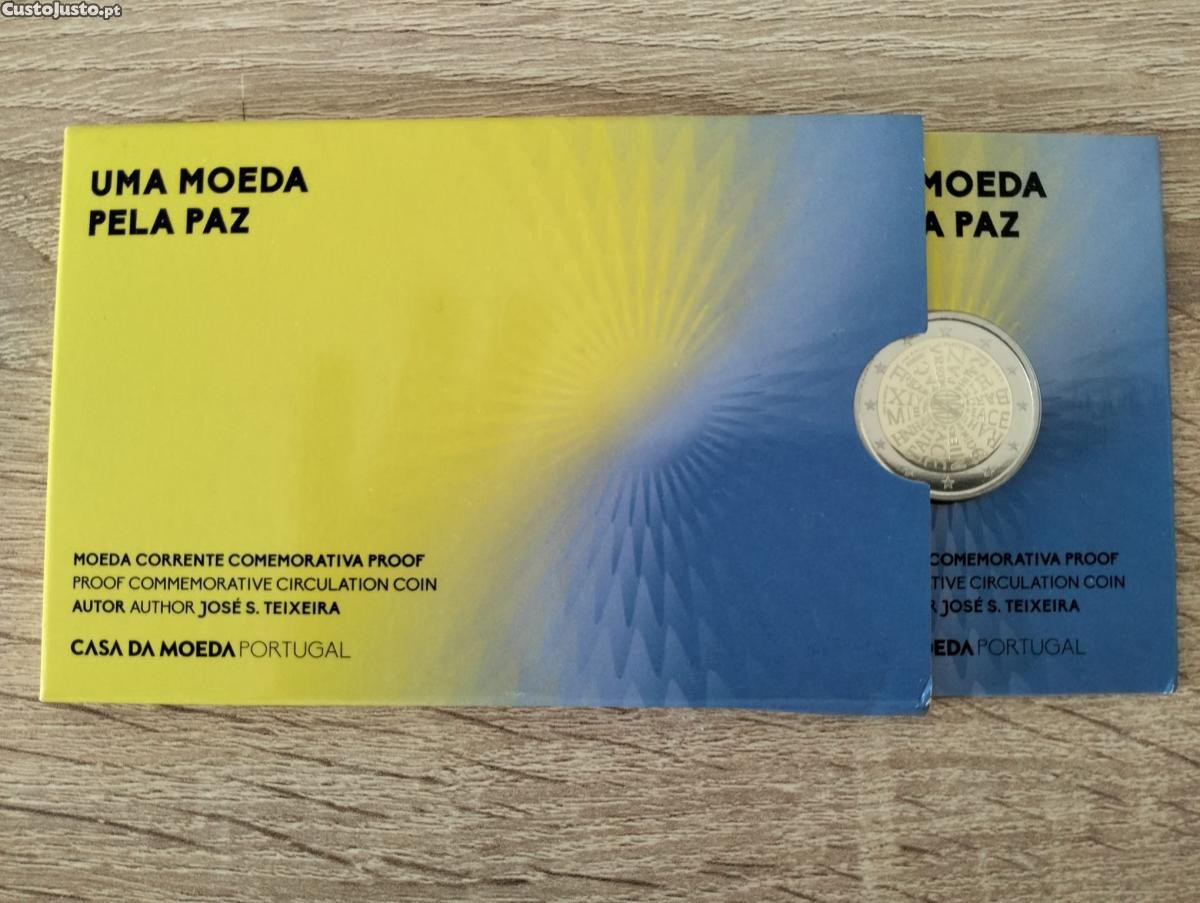 CustoJusto.pt
UMA MOEDA
PELA PAZ
MOEDA CORRENTE COMEMORATIVA PROOF
PROOF COMMEMORATIVE CIRCULATION COIN
AUTOR AUTHOR JOSÉ S. TEIXEIRA
CASA DA MOEDA PORTUGAL
MOEDA
A PAZ
COMEMORATIVA PROOF
TIVE CIRCULATION COIN
R JOSÉ S. TEIXEIRA
OEDA PORTUGAL